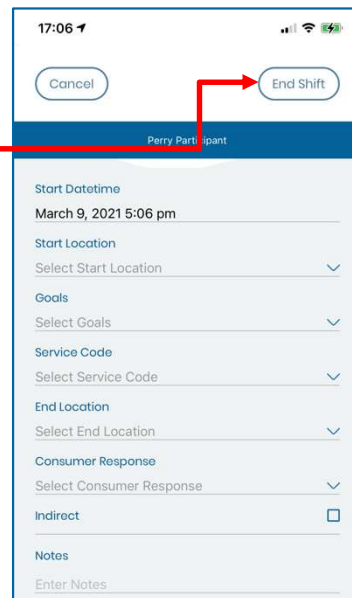 17:06
Cancel
End Shift
Perry Participant
Start Datetime
March 9, 2021 5:06 pm
Start Location
Select Start Location
Goals
Select Goals
Service Code
Select Service Code
End Location
Select End Location
Consumer Response
Select Consumer Response
Indirect
Notes
Enter Notes